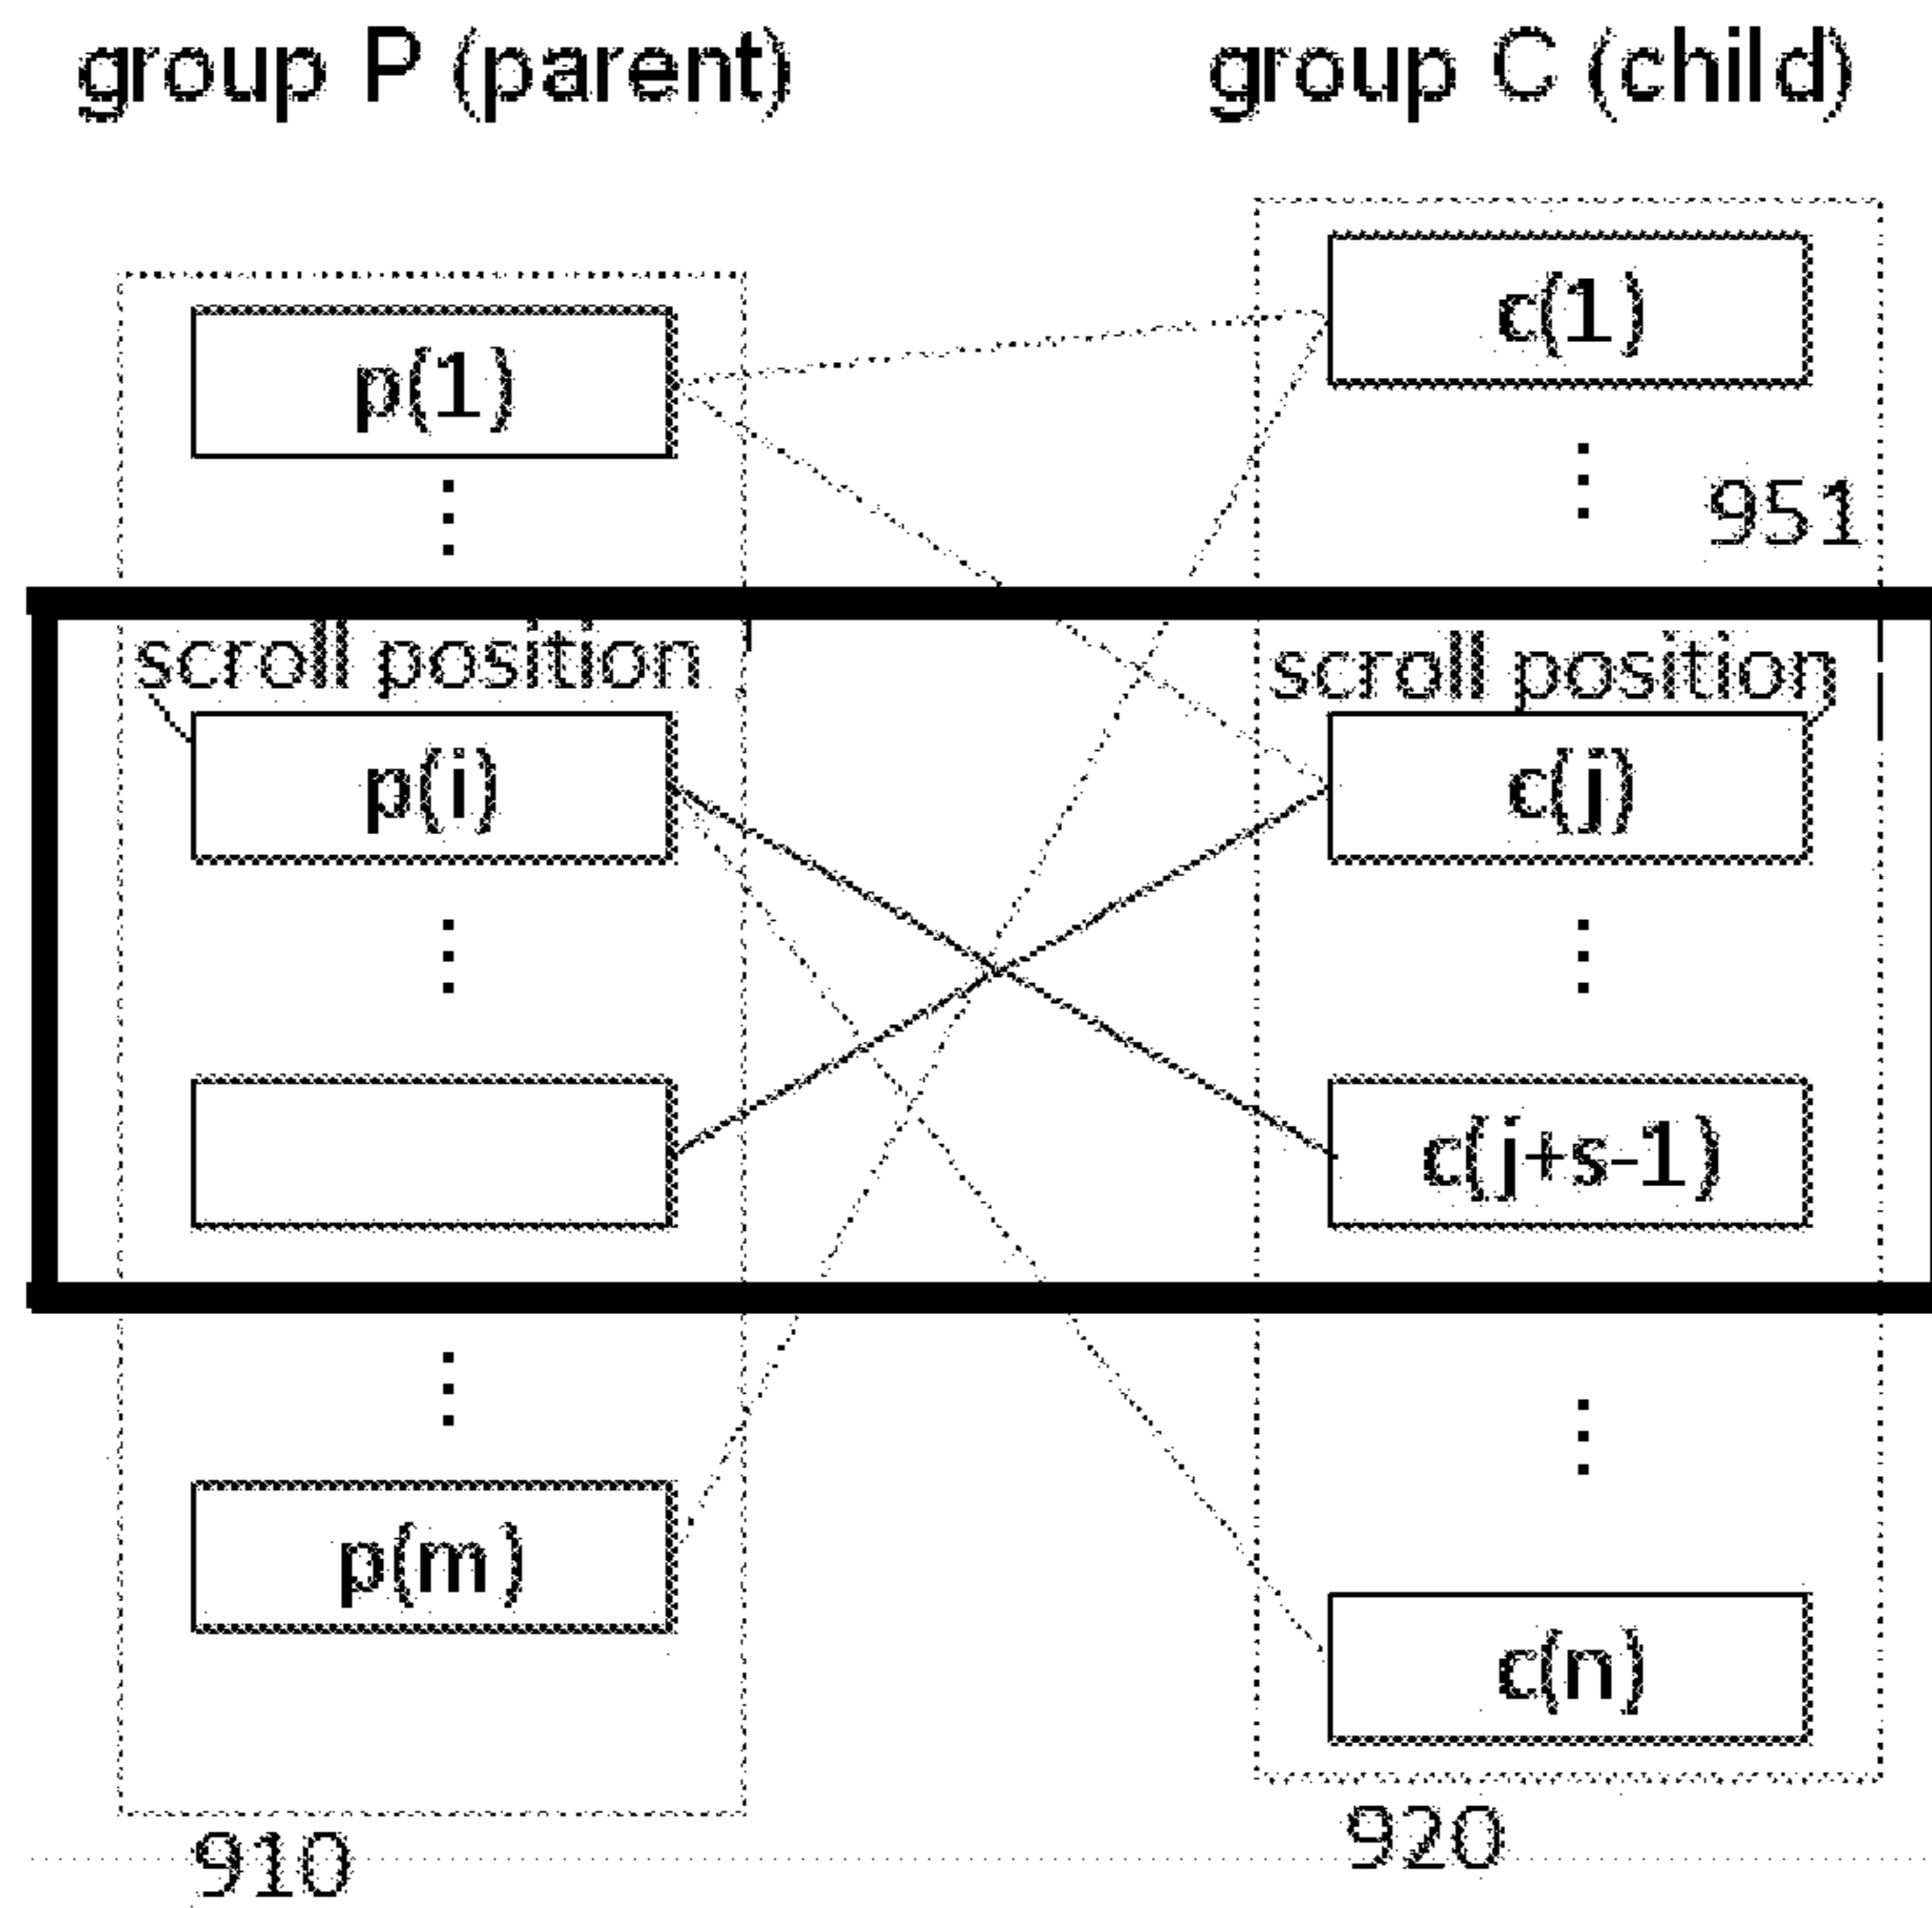 group P (parent)
group C (child)
c(1)
p(1)
951
scroll position
scroll position
p(i)
c(j)
c(j+s-1)
p(m)
c(n)
920
910